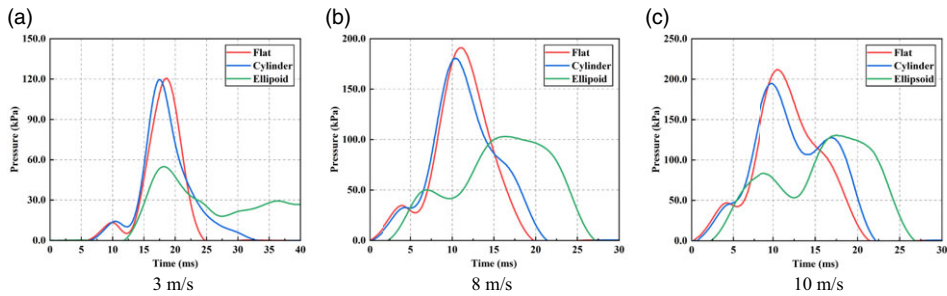 (a)
150.0
120.0
90.0
60.0
30.0
0.0
Pressure (kPa)
Flat
Cylinder
Ellipoid
0 5 10 15 20 25 30 35 40
Time (ms)
3 m/s
(b)
200.0
150.0
100.0
50.0
0.0
Pressure (kPa)
Flat
Cylinder
Ellipoid
0 5 10 15 20 25 30
Time (ms)
8 m/s
(c)
250.0
200.0
150.0
100.0
50.0
0.0
Pressure (kPa)
Flat
Cylinder
Ellipsoid
0 5 10 15 20 25 30
Time (ms)
10 m/s